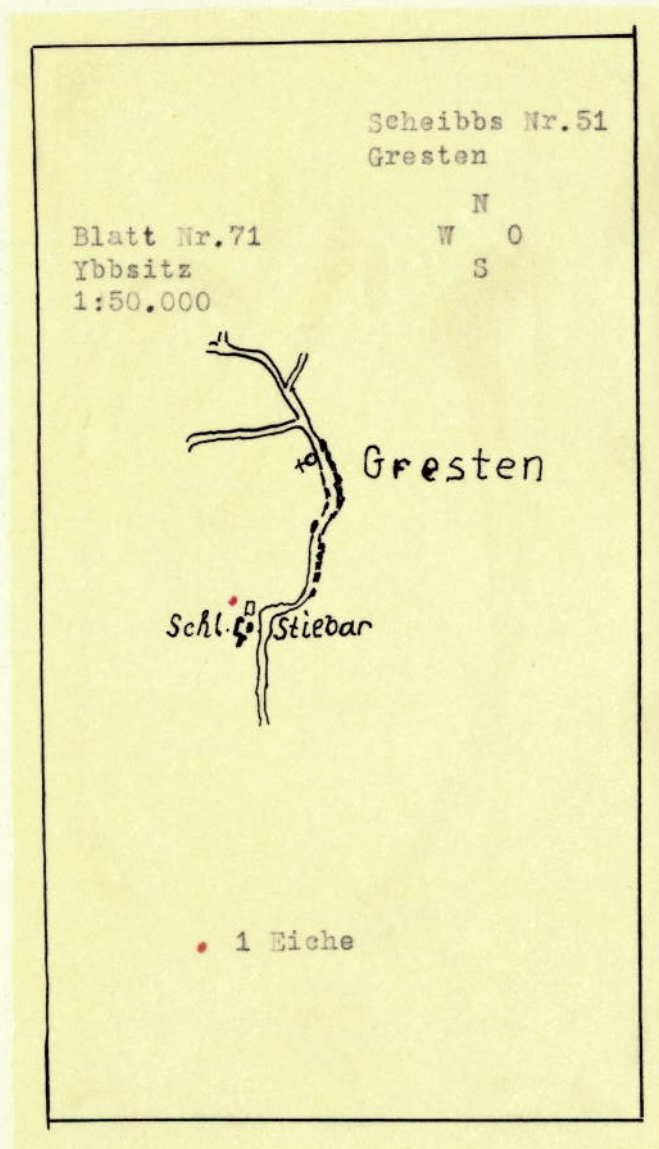 Scheibbs Nr.51
Gresten
N
W O
S
Blatt Nr.71
Ybbsitz
1:50.000
Gresten
Schl. Stiebar
1 Eiche